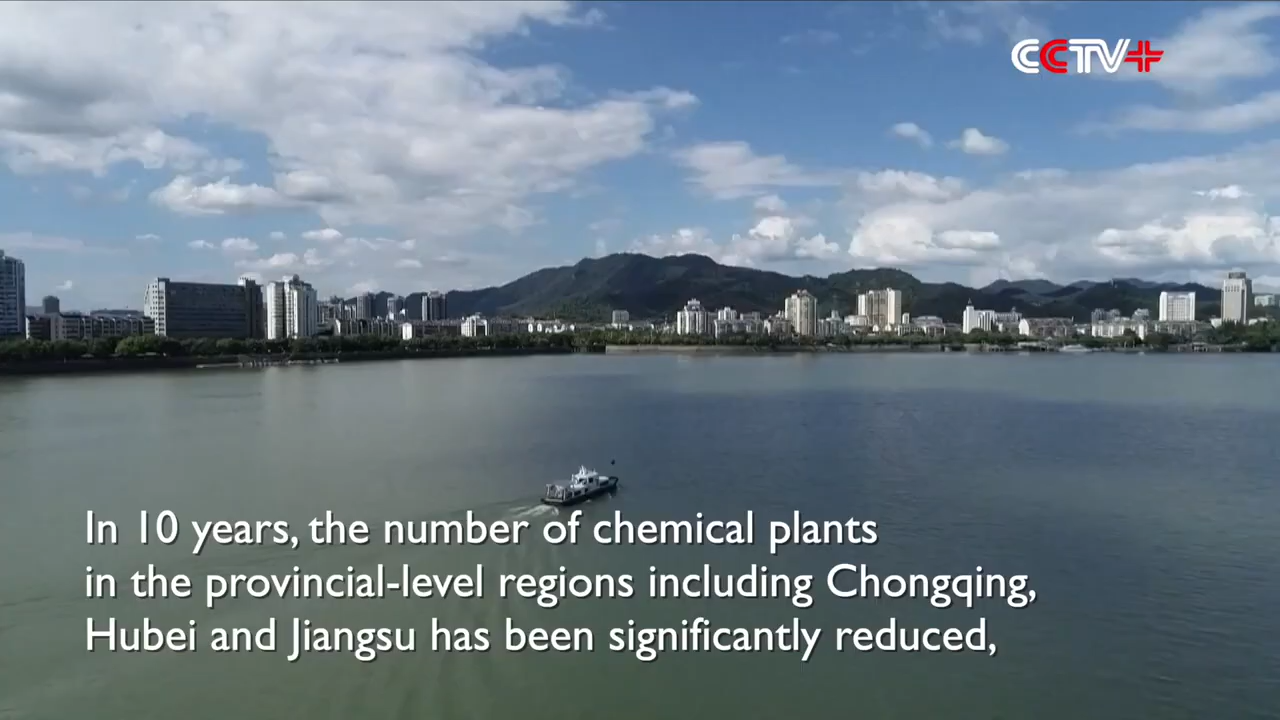 CCTV+
In 10 years, the number of chemical plants
in the provincial-level regions including Chongqing,
Hubei and Jiangsu has been significantly reduced,